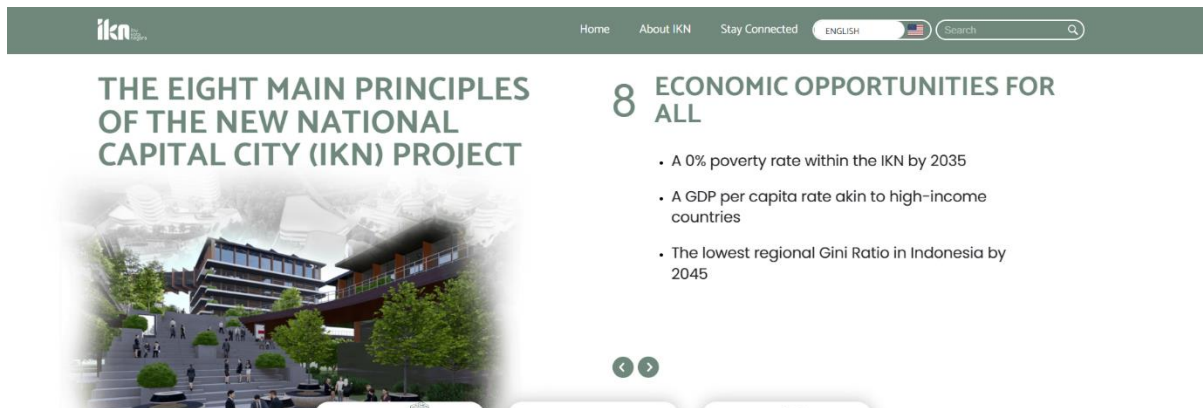 ikn
Home
About IKN
Stay Connected
ENGLISH
Search
THE EIGHT MAIN PRINCIPLES
OF THE NEW NATIONAL
CAPITAL CITY (IKN) PROJECT
8
ECONOMIC OPPORTUNITIES FOR
ALL
• A 0% poverty rate within the IKN by 2035
• A GDP per capita rate akin to high-income
countries
• The lowest regional Gini Ratio in Indonesia by
2045